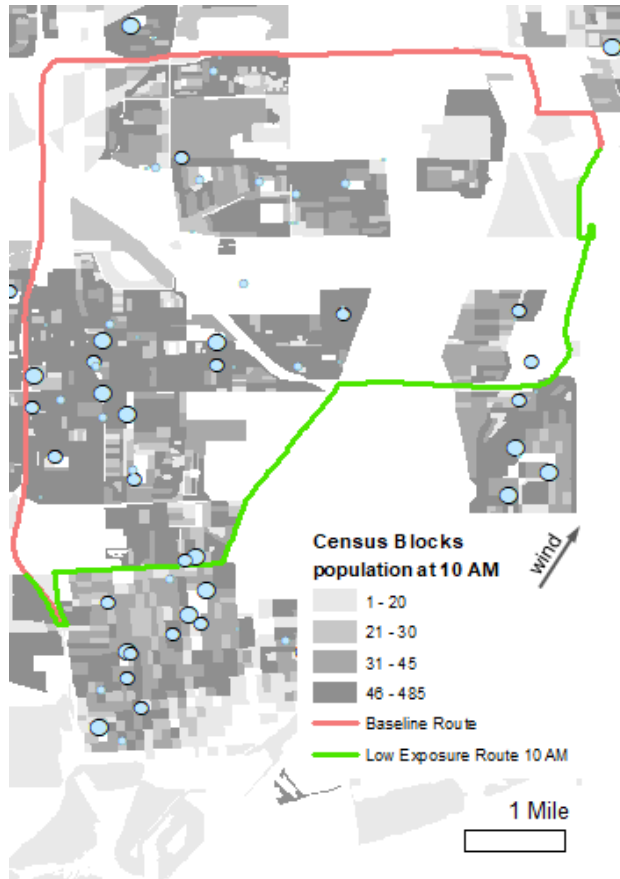 wind
Census Blocks
population at 10 AM
1 - 20
21 - 30
31 - 45
46 - 485
Baseline Route
Low Exposure Route 10 AM
1 Mile